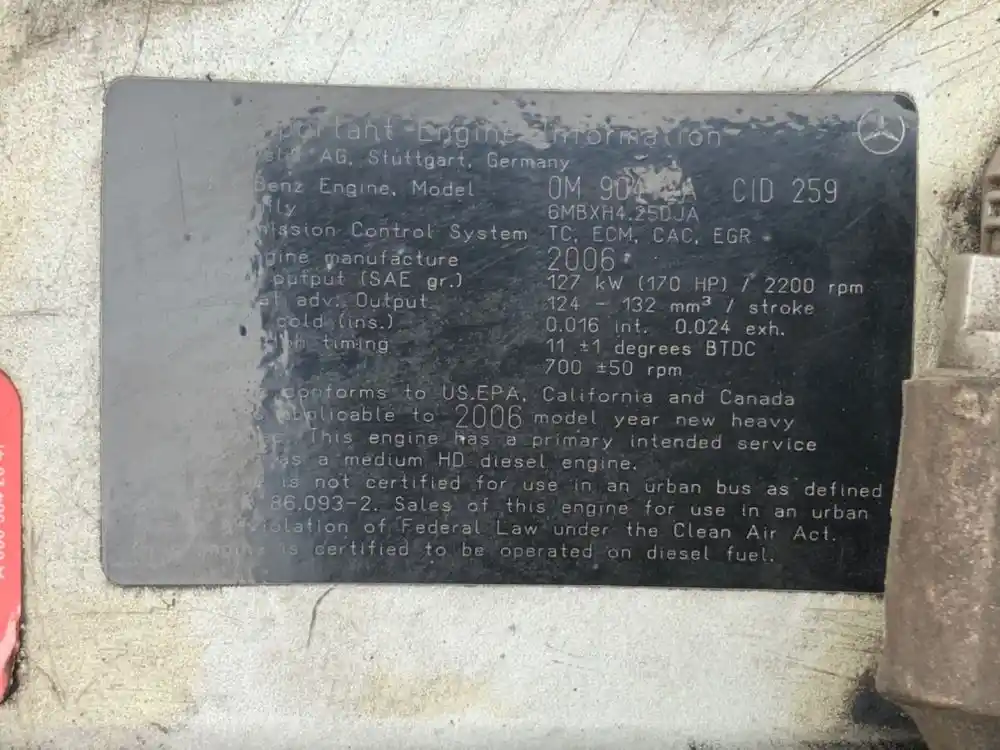 Engine Information
AG, Stuttgart, Germany
Benz Engine, Model OM 904 CID 259
6MBXH4.25DJA
Control System TC, ECM, CAC, EGR
manufacture 2006
(SAE gr.) 127 kW (170 HP) / 2200 rpm
adv. Output 124 - 132 mm³ / stroke
cold (ins.) 0.016 int. 0.024 exh.
timing 11 ±1 degrees BTDC
700 ±50 rpm
conforms to US.EPA, California and Canada
applicable to 2006 model year new heavy
This engine has a primary intended service
as a medium HD diesel engine.
is not certified for use in an urban bus as defined
86.093-2. Sales of this engine for use in an urban
violation of Federal Law under the Clean Air Act.
is certified to be operated on diesel fuel.